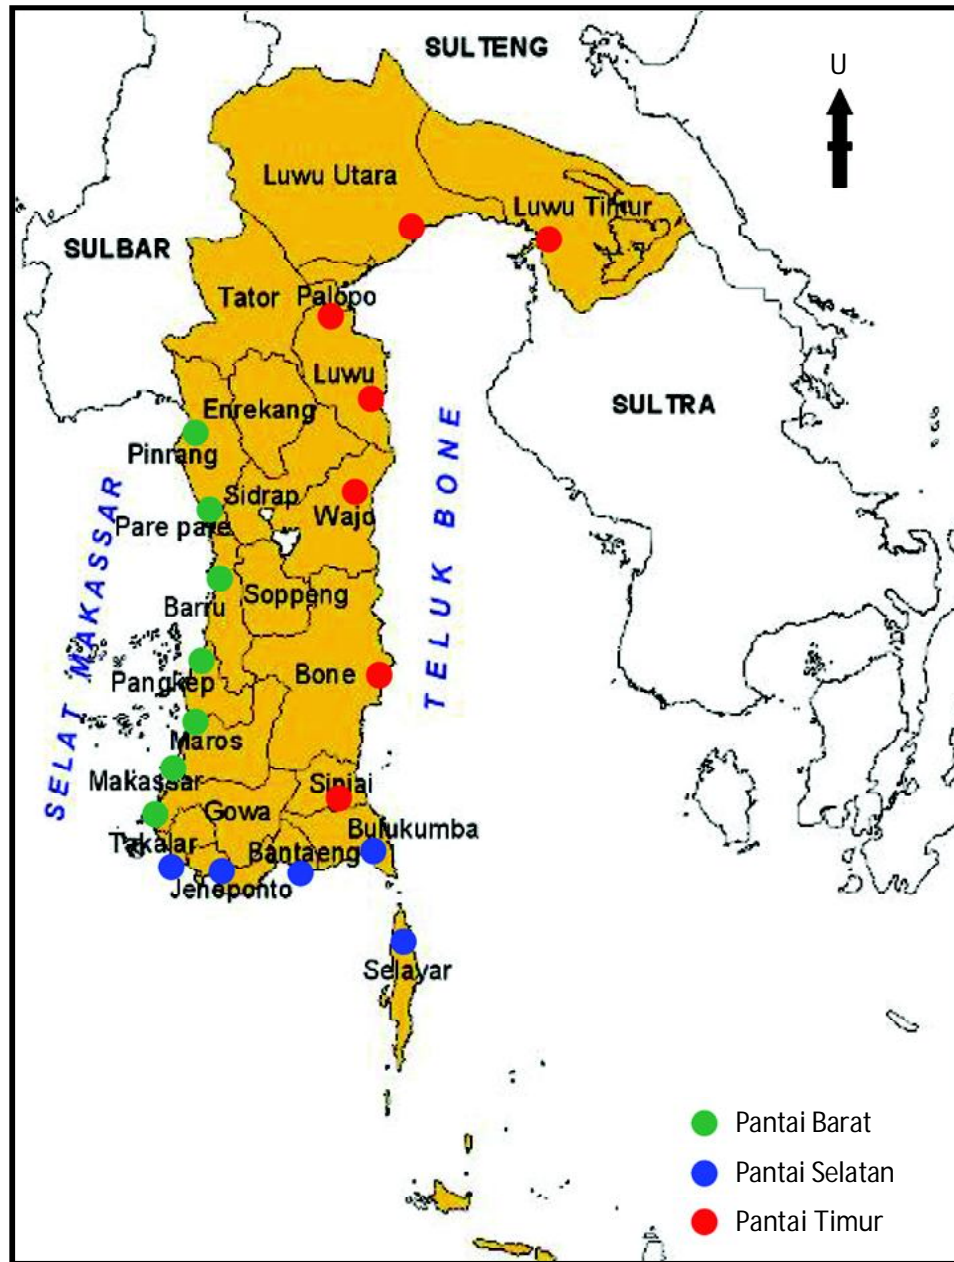 SULTENG
U
Luwu Utara
Luwu Timur
SULBAR
Tator
Palopo
Luwu
Enrekang
SULTRA
Pinrang
Sidrap
Pare pare
Wajo
SELAT MAKASSAR
TELUK BONE
Barru
Soppeng
Pangkep
Bone
Maros
Makassar
Sinjai
Gowa
Takalar
Bulukumba
Bantaeng
Jeneponto
Selayar
Pantai Barat
Pantai Selatan
Pantai Timur